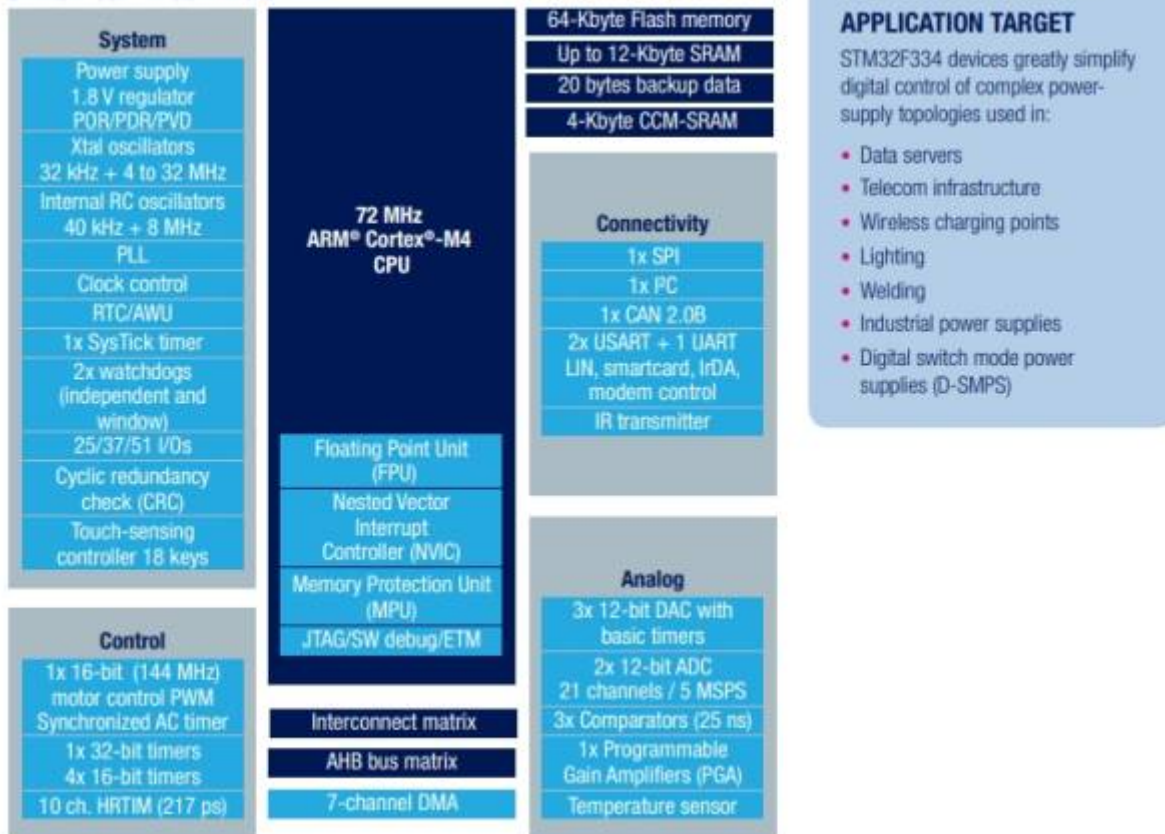 System
Power supply
1.8 V regulator
POR/PDR/PVD
Xtal oscillators
32 kHz + 4 to 32 MHz
Internal RC oscillators
40 kHz + 8 MHz
PLL
Clock control
RTC/AWU
1x SysTick timer
2x watchdogs
(independent and
window)
25/37/51 I/Os
Cyclic redundancy
check (CRC)
Touch-sensing
controller 18 keys
Control
1x 16-bit (144 MHz)
motor control PWM
Synchronized AC timer
1x 32-bit timers
4x 16-bit timers
10 ch. HRTIM (217 ps)
72 MHz
ARM® Cortex®-M4
CPU
Floating Point Unit
(FPU)
Nested Vector
Interrupt
Controller (NVIC)
Memory Protection Unit
(MPU)
JTAG/SW debug/ETM
Interconnect matrix
AHB bus matrix
7-channel DMA
64-Kbyte Flash memory
Up to 12-Kbyte SRAM
20 bytes backup data
4-Kbyte CCM-SRAM
Connectivity
1x SPI
1x I²C
1x CAN 2.0B
2x USART + 1 UART
LIN, smartcard, IrDA,
modem control
IR transmitter
Analog
3x 12-bit DAC with
basic timers
2x 12-bit ADC
21 channels / 5 MSPS
3x Comparators (25 ns)
1x Programmable
Gain Amplifiers (PGA)
Temperature sensor
APPLICATION TARGET
STM32F334 devices greatly simplify
digital control of complex power-
supply topologies used in:
• Data servers
• Telecom infrastructure
• Wireless charging points
• Lighting
• Welding
• Industrial power supplies
• Digital switch mode power
supplies (D-SMPS)